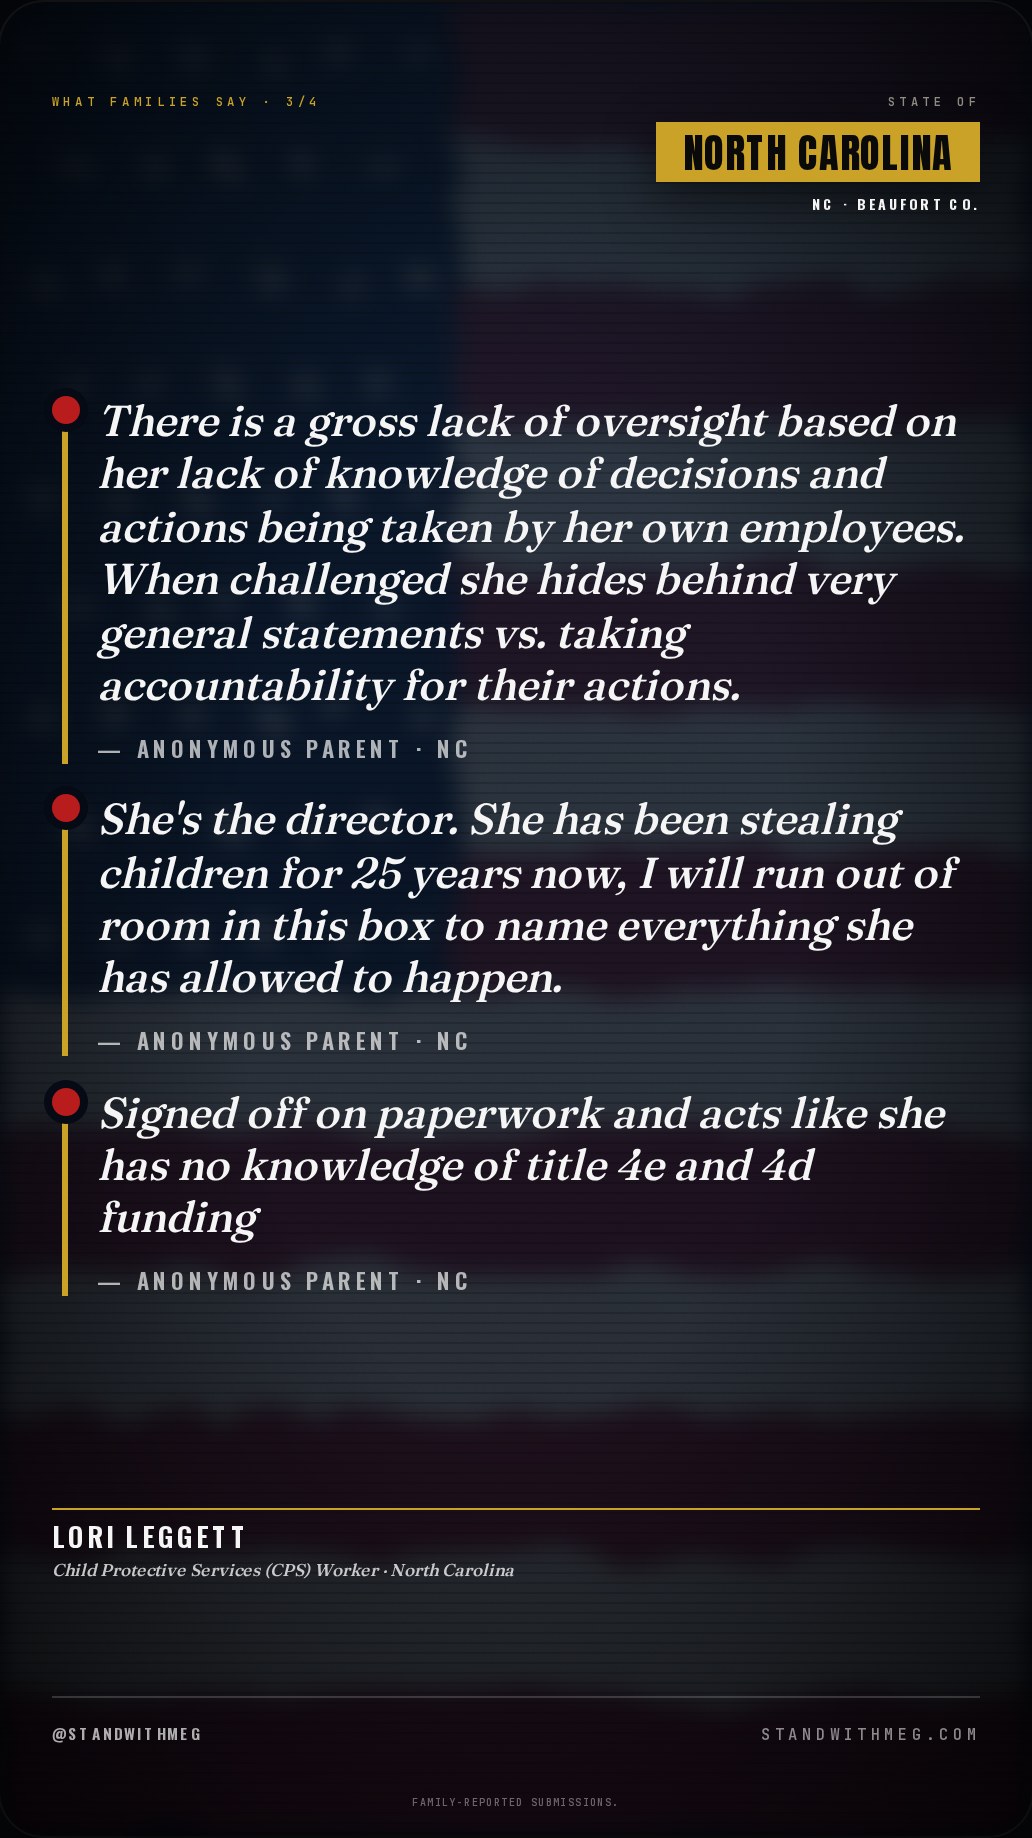 WHAT FAMILIES SAY · 3/4
STATE OF
NORTH CAROLINA
NC · BEAUFORT CO.
There is a gross lack of oversight based on
her lack of knowledge of decisions and
actions being taken by her own employees.
When challenged she hides behind very
general statements vs. taking
accountability for their actions.
— ANONYMOUS PARENT · NC
She's the director. She has been stealing
children for 25 years now, I will run out of
room in this box to name everything she
has allowed to happen.
— ANONYMOUS PARENT · NC
Signed off on paperwork and acts like she
has no knowledge of title 4e and 4d
funding
— ANONYMOUS PARENT · NC
LORI LEGGETT
Child Protective Services (CPS) Worker · North Carolina
@STANDWITHMEG
STANDWITHMEG.COM
FAMILY-REPORTED SUBMISSIONS.